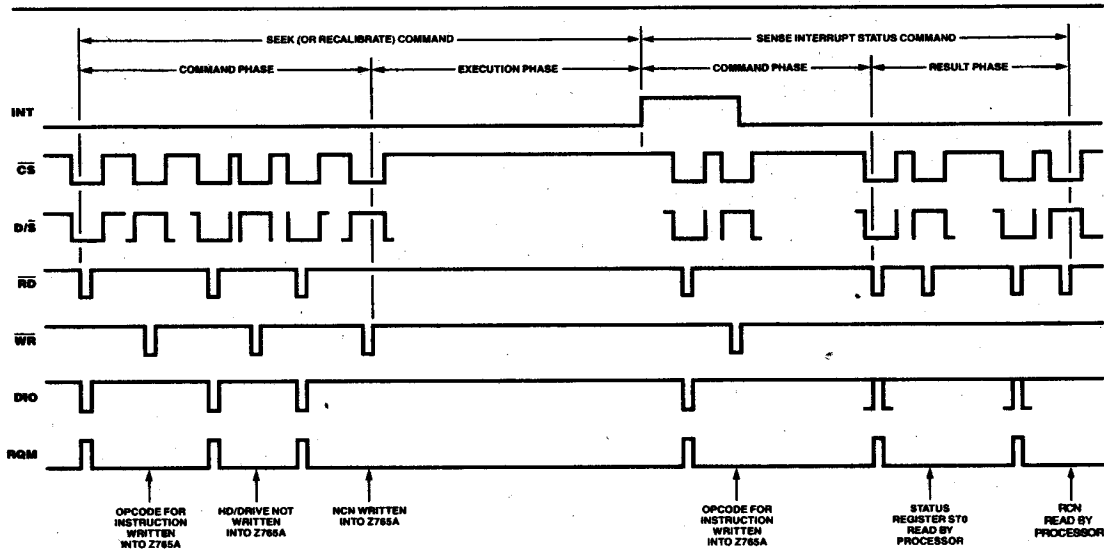 SEEK (OR RECALIBRATE) COMMAND
SENSE INTERRUPT STATUS COMMAND
COMMAND PHASE
EXECUTION PHASE
COMMAND PHASE
RESULT PHASE
INT
CS
D/S
RD
WR
DIO
RQM
OPCODE FOR
INSTRUCTION
WRITTEN
INTO Z765A
HD/DRIVE NOT
WRITTEN
INTO Z765A
NCN WRITTEN
INTO Z765A
OPCODE FOR
INSTRUCTION
WRITTEN
INTO Z765A
STATUS
REGISTER ST0
READ BY
PROCESSOR
RCN
READ BY
PROCESSOR